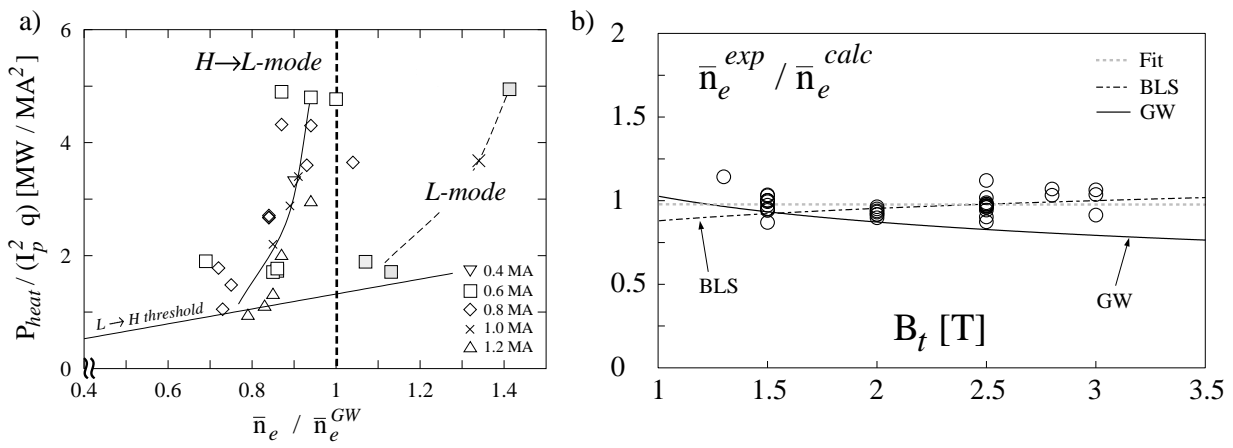 a)
P_heat / (I_p^2 q) [MW / MA^2]
6
4
2
1
0
H→L-mode
L-mode
L → H threshold
0.4 MA
0.6 MA
0.8 MA
1.0 MA
1.2 MA
0.4
0.6
0.8
1
1.2
1.4
n̄_e / n̄_e^GW
b)
2
1.5
1
0.5
0
n̄_e^exp / n̄_e^calc
Fit
BLS
GW
BLS
GW
B_t [T]
1
1.5
2
2.5
3
3.5